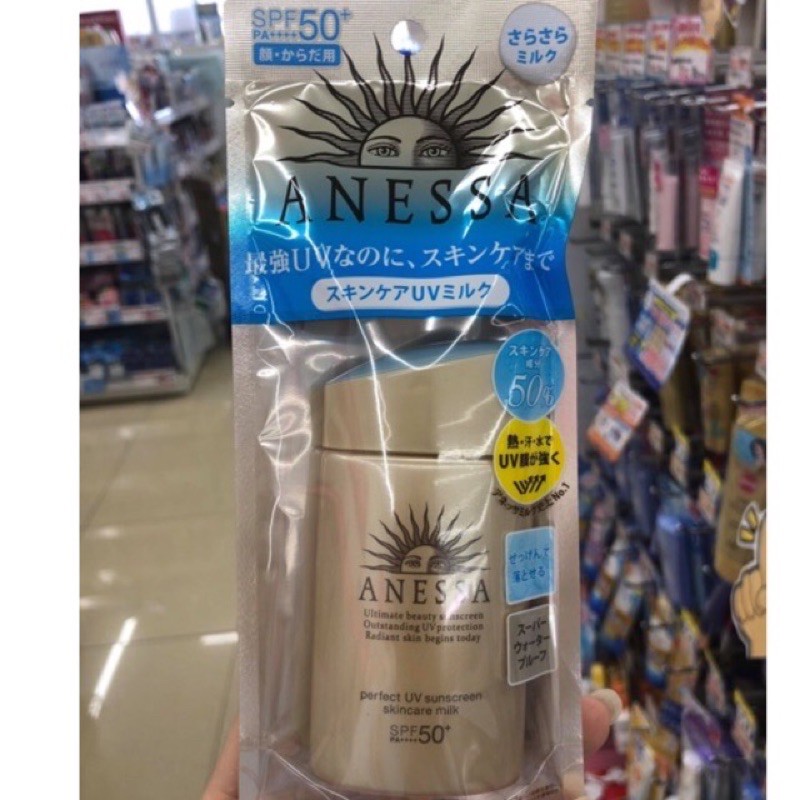 SPF50+
PA++++
顔・からだ用
さらさら
ミルク
ANESSA
最強UVなのに、スキンケアまで
スキンケアUVミルク
スキンケア
成分
50%
熱・汗・水で
UV膜が強く
ANESSA
Ultimate beauty sunscreen
Outstanding UV protection
Radiant skin begins today
せっけんで
落とせる
スーパー
ウォーター
プルーフ
perfect UV sunscreen
skincare milk
SPF50+
PA++++